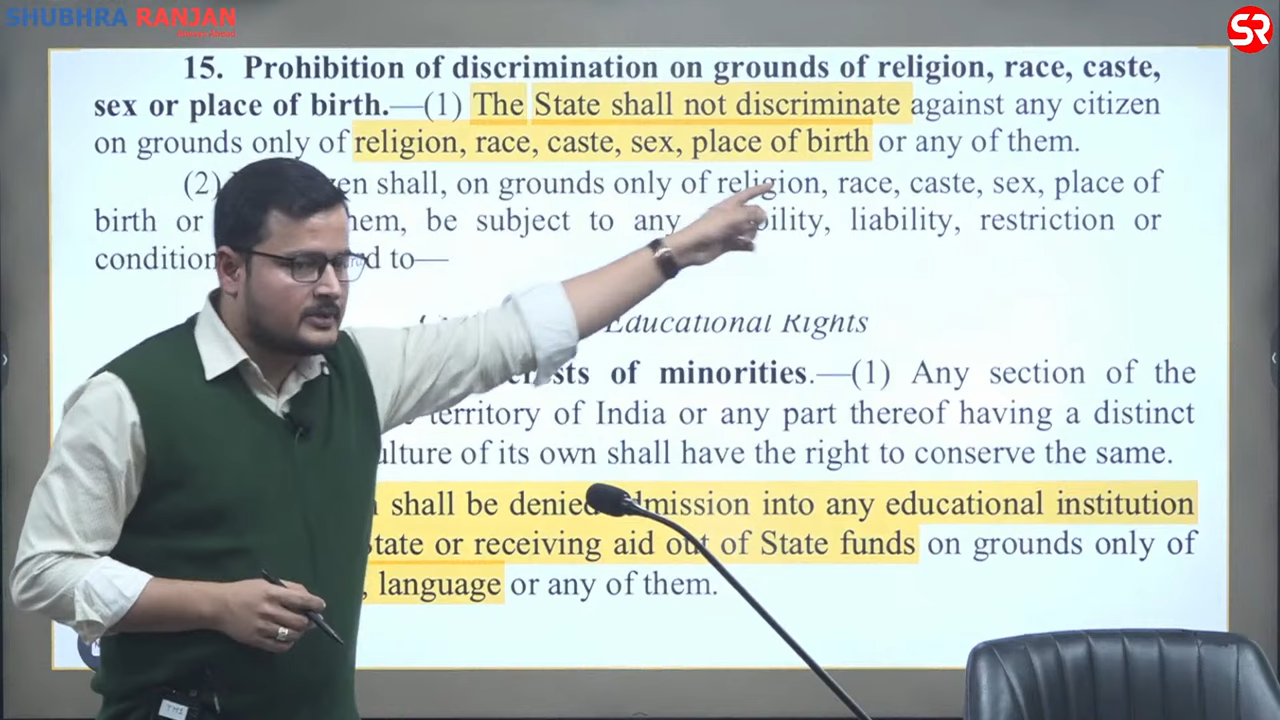 SHUBHRA RANJAN
SR
15. Prohibition of discrimination on grounds of religion, race, caste,
sex or place of birth.—(1) The State shall not discriminate against any citizen
on grounds only of religion, race, caste, sex, place of birth or any of them.
(2) shall, on grounds only of religion, race, caste, sex, place of
birth or hem, be subject to any bility, liability, restriction or
condition d to—
Educational Rights
of minorities.—(1) Any section of the
territory of India or any part thereof having a distinct
ulture of its own shall have the right to conserve the same.
shall be denied admission into any educational institution
State or receiving aid out of State funds on grounds only of
, language or any of them.